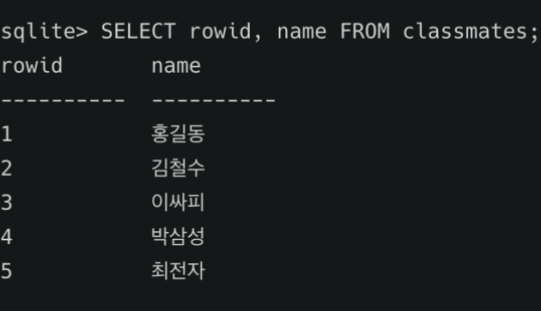 sqlite> SELECT rowid, name FROM classmates;
rowid       name
----------  ----------
1           홍길동
2           김철수
3           이싸피
4           박삼성
5           최전자